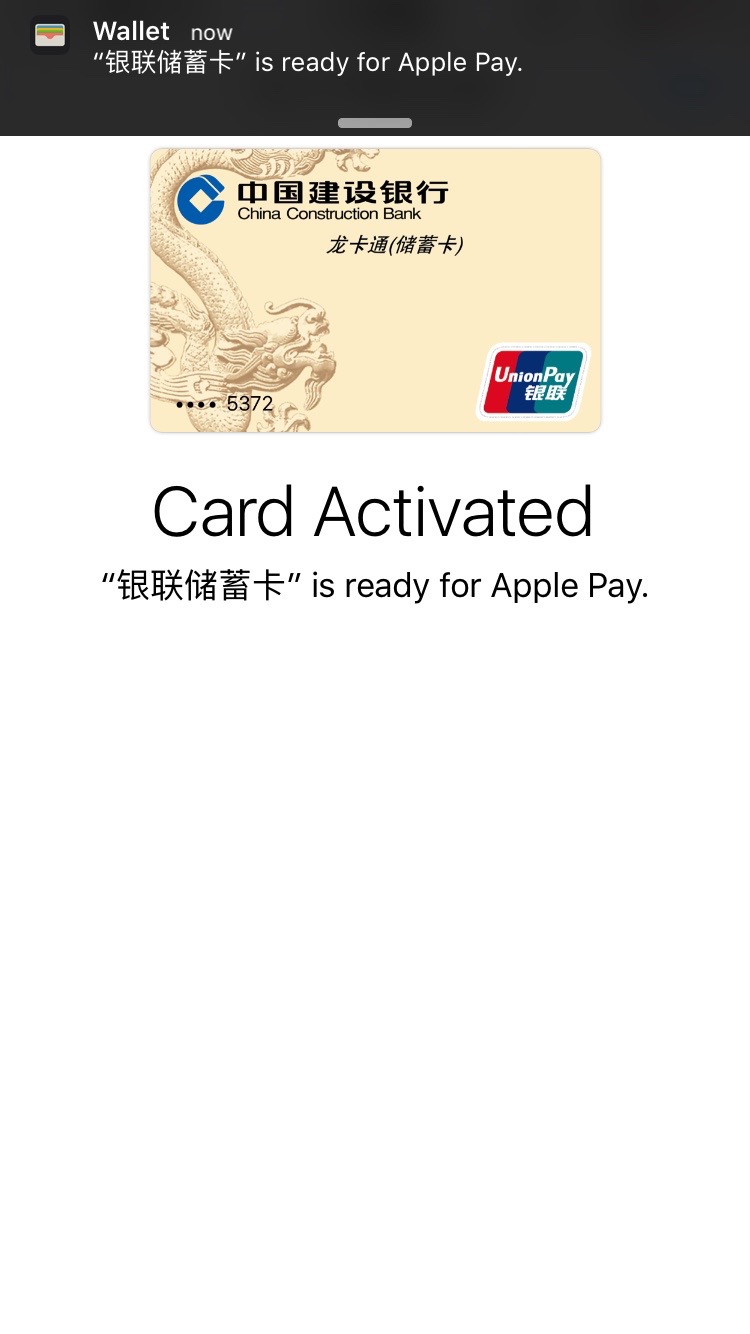 Wallet now
“银联储蓄卡” is ready for Apple Pay.
中国建设银行
China Construction Bank
龙卡通(储蓄卡)
UnionPay
银联
•••• 5372
Card Activated
“银联储蓄卡” is ready for Apple Pay.